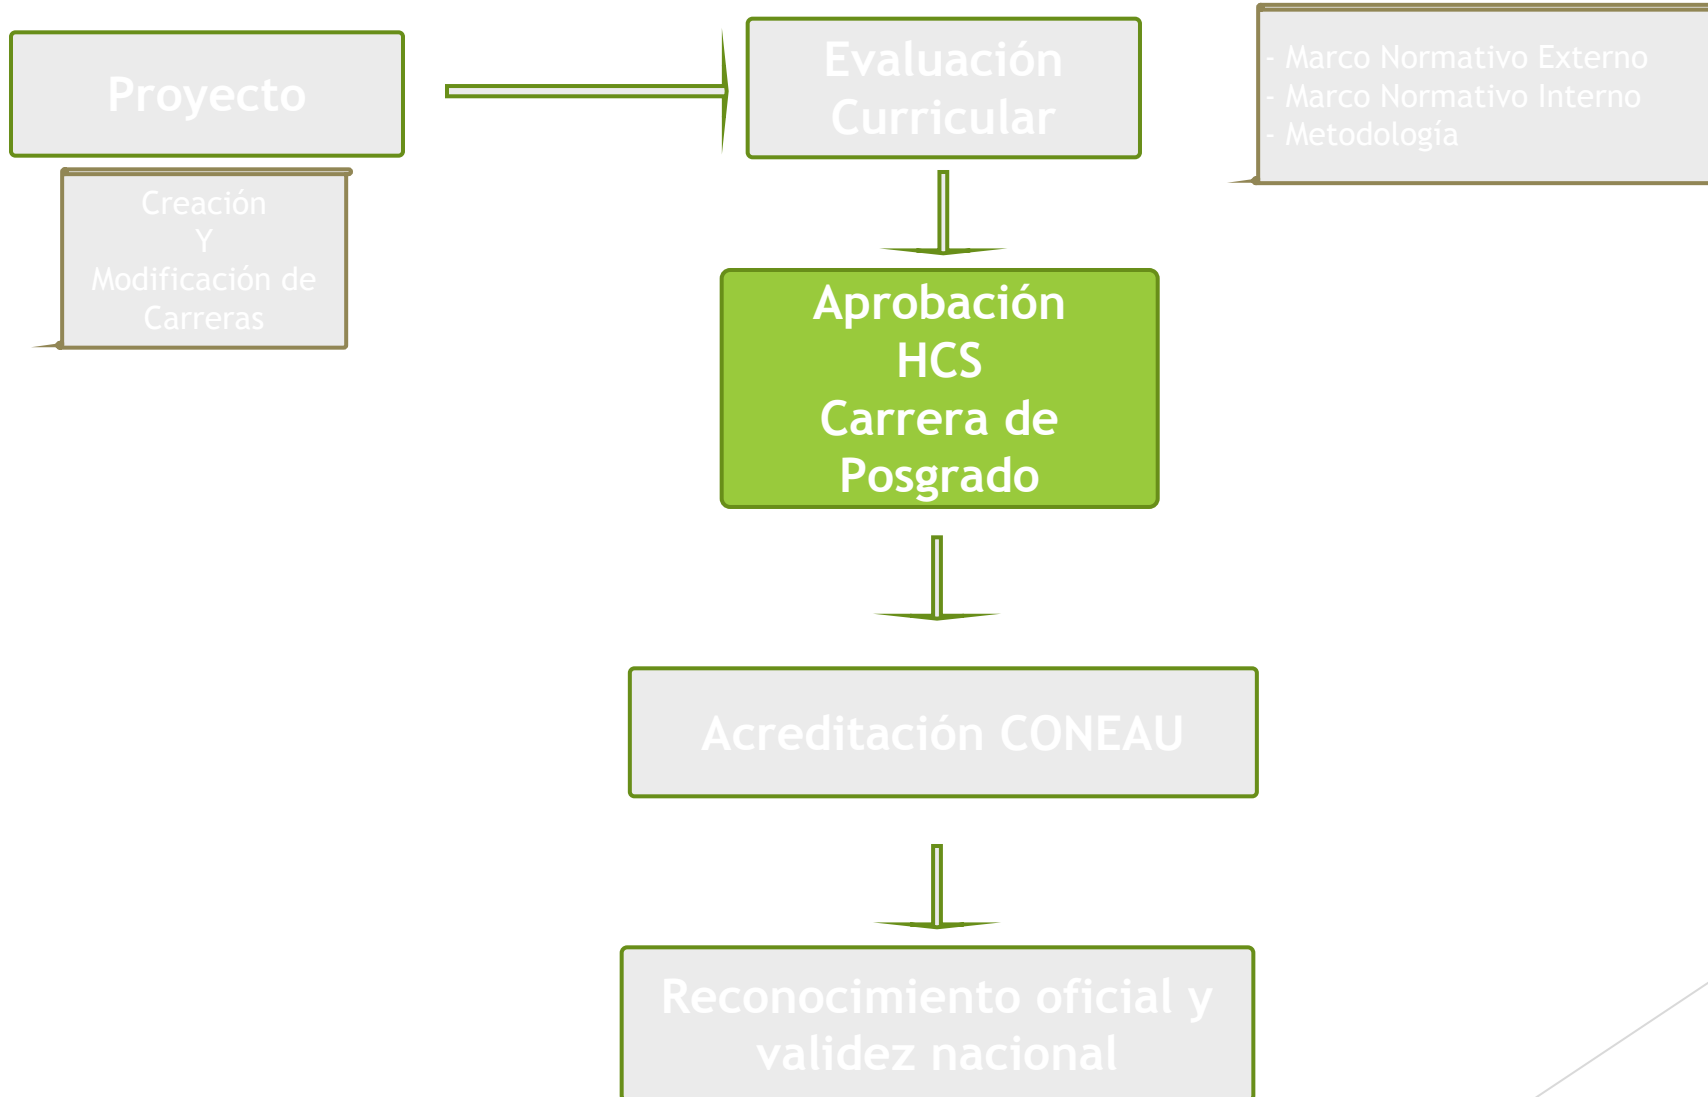 Proyecto
Creación
Y
Modificación de
Carreras
Evaluación
Curricular
- Marco Normativo Externo
- Marco Normativo Interno
- Metodología
Aprobación
HCS
Carrera de
Posgrado
Acreditación CONEAU
Reconocimiento oficial y
validez nacional